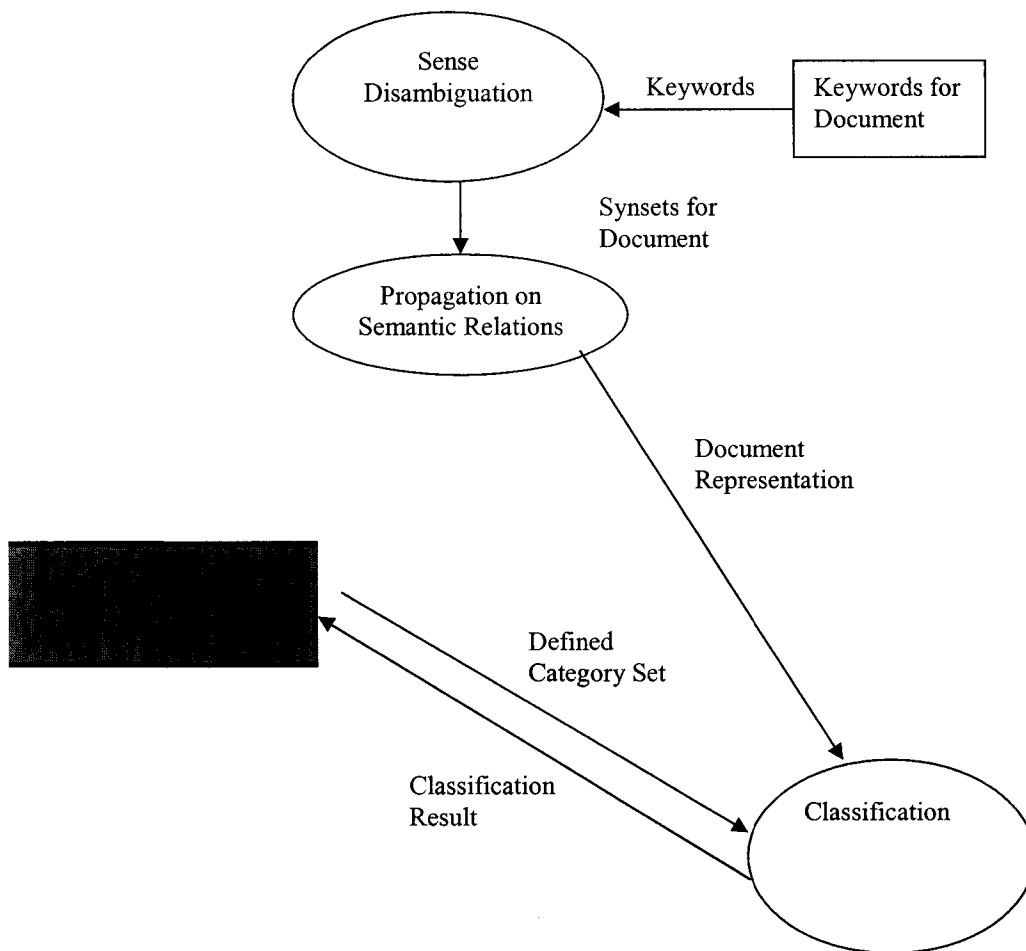 Sense
Disambiguation
Keywords
Keywords for
Document
Synsets for
Document
Propagation on
Semantic Relations
Document
Representation
Defined
Category Set
Classification
Result
Classification